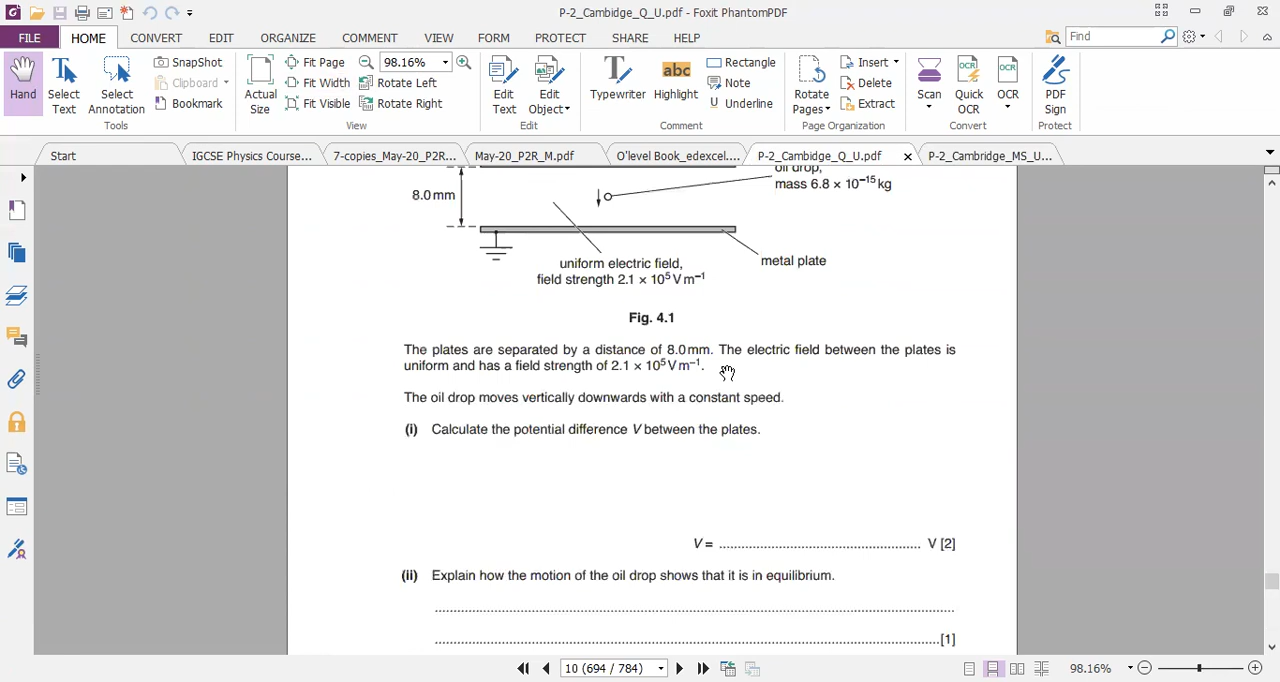 P-2_Cambidge_Q_U.pdf - Foxit PhantomPDF
FILE HOME CONVERT EDIT ORGANIZE COMMENT VIEW FORM PROTECT SHARE HELP Find
Hand
Select Text
Select Annotation
SnapShot
Clipboard
Bookmark
Tools
Actual Size
Fit Page
Fit Width
Fit Visible
98.16%
Rotate Left
Rotate Right
View
Edit Text
Edit Object
Edit
Typewriter
abc
Highlight
Rectangle
Note
U Underline
Comment
Rotate Pages
Insert
Delete
Extract
Page Organization
Scan
OCR
Quick OCR
OCR
OCR
Convert
PDF Sign
Protect
Start IGCSE Physics Course... 7-copies_May-20_P2R... May-20_P2R_M.pdf O'level Book_edexcel.... P-2_Cambidge_Q_U.pdf P-2_Cambridge_MS_U...
oil drop,
mass 6.8 × 10⁻¹⁵ kg
8.0 mm
metal plate
uniform electric field,
field strength 2.1 × 10⁵ V m⁻¹
Fig. 4.1
The plates are separated by a distance of 8.0 mm. The electric field between the plates is
uniform and has a field strength of 2.1 × 10⁵ V m⁻¹.
The oil drop moves vertically downwards with a constant speed.
(i) Calculate the potential difference V between the plates.
V = .................................................. V [2]
(ii) Explain how the motion of the oil drop shows that it is in equilibrium.
..........................................................................................
.......................................................................................[1]
10 (694 / 784)
98.16%